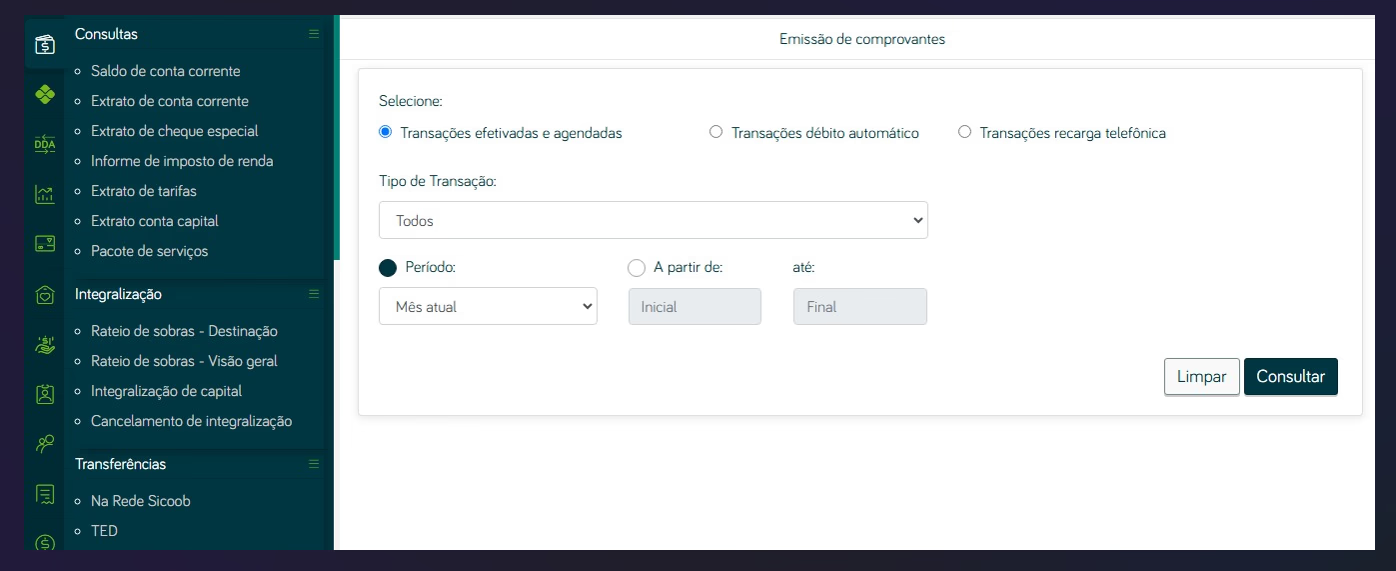 Consultas
Saldo de conta corrente
Extrato de conta corrente
Extrato de cheque especial
Informe de imposto de renda
Extrato de tarifas
Extrato conta capital
Pacote de serviços
Integralização
Rateio de sobras - Destinação
Rateio de sobras - Visão geral
Integralização de capital
Cancelamento de integralização
Transferências
Na Rede Sicoob
TED
DDA
Emissão de comprovantes
Selecione:
Transações efetivadas e agendadas Transações débito automático Transações recarga telefônica
Tipo de Transação:
Todos
Período: A partir de: até:
Mês atual Inicial Final
Limpar Consultar